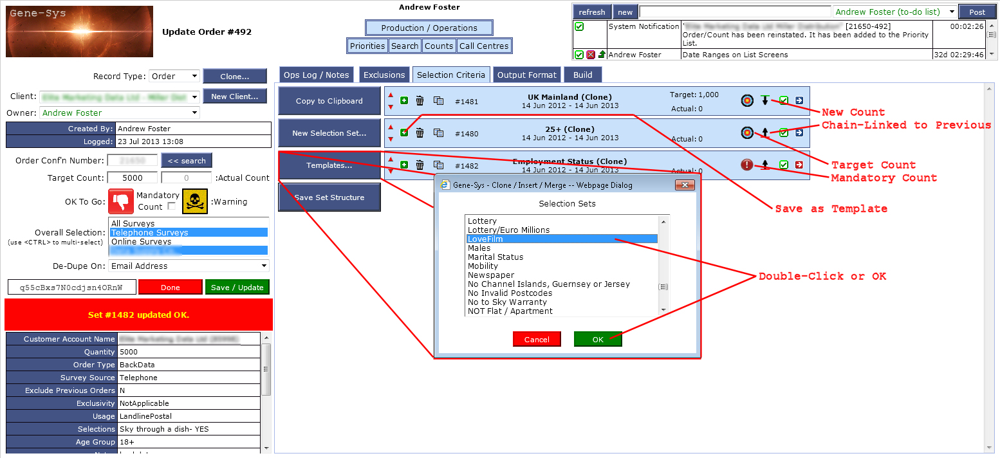 Gene-Sys
Update Order #492
Andrew Foster
Production / Operations
Priorities Search Counts Call Centres
refresh new Andrew Foster (to-do list) Post
System Notification [21650-492] 00:02:26
Order/Count has been reinstated. It has been added to the Priority
List.
Andrew Foster Date Ranges on List Screens 32d 02:29:46
Record Type: Order Clone...
Client: New Client...
Owner: Andrew Foster
Created By: Andrew Foster
Logged: 23 Jul 2013 13:08
Order Conf'n Number: << search
Target Count: 5000 0 :Actual Count
OK To Go: Mandatory
Count :Warning
Overall Selection:
(use <CTRL> to multi-select)
All Surveys
Telephone Surveys
Online Surveys
De-Dupe On: Email Address
q55cBxs7N0cdjsn4ORnW Done Save / Update
Set #1482 updated OK.
Customer Account Name
Quantity 5000
Order Type BackData
Survey Source Telephone
Exclude Previous Orders N
Exclusivity NotApplicable
Usage LandlinePostal
Selections Sky through a dish- YES
Age Group 18+
Ops Log / Notes Exclusions Selection Criteria Output Format Build
Copy to Clipboard
New Selection Set...
Templates...
Save Set Structure
#1481 UK Mainland (Clone) Target: 1,000
14 Jun 2012 - 14 Jun 2013 Actual: 0
#1480 25+ (Clone)
14 Jun 2012 - 14 Jun 2013 Actual: 0
#1482 Employment Status (Clone)
14 Jun 2012 - 14 Jun 2013 Actual: 0
New Count
Chain-Linked to Previous
Target Count
Mandatory Count
Save as Template
Double-Click or OK
Gene-Sys - Clone / Insert / Merge -- Webpage Dialog
Selection Sets
Lottery
Lottery/Euro Millions
LoveFilm
Males
Marital Status
Mobility
Newspaper
No Channel Islands, Guernsey or Jersey
No Invalid Postcodes
No to Sky Warranty
NOT Flat / Apartment
Cancel OK